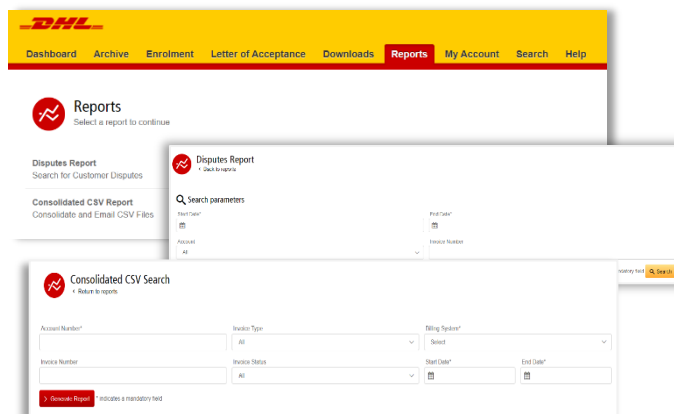 DHL
Dashboard Archive Enrolment Letter of Acceptance Downloads Reports My Account Search Help
Reports
Select a report to continue
Disputes Report
Search for Customer Disputes
Consolidated CSV Report
Consolidate and Email CSV Files
Disputes Report
< Back to reports
Search parameters
Start Date* End Date*
Account Invoice Number
All
Search
Consolidated CSV Search
< Return to reports
Account Number* Invoice Type Billing System*
All Select
Invoice Number Invoice Status Start Date* End Date*
All
> Generate Report * indicates a mandatory field